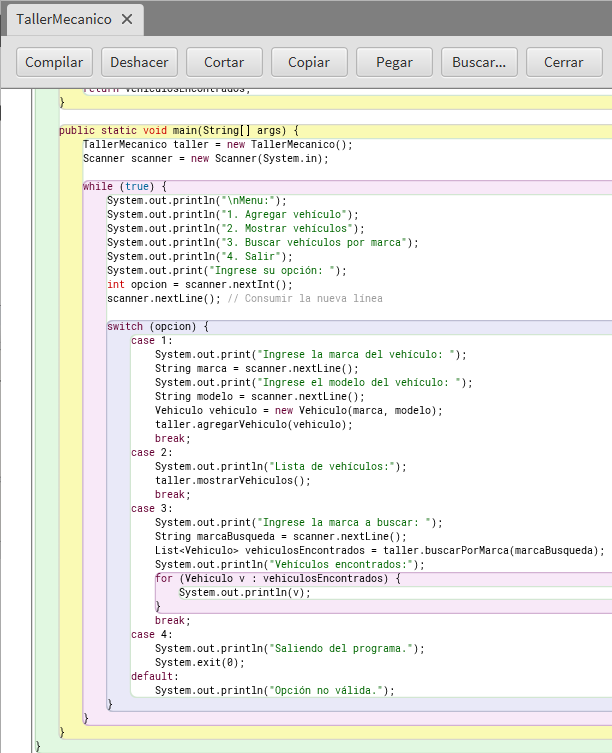 TallerMecanico ×
Compilar Deshacer Cortar Copiar Pegar Buscar... Cerrar
return vehiculosEncontrados;
}
public static void main(String[] args) {
TallerMecanico taller = new TallerMecanico();
Scanner scanner = new Scanner(System.in);
while (true) {
System.out.println("\nMenu:");
System.out.println("1. Agregar vehículo");
System.out.println("2. Mostrar vehículos");
System.out.println("3. Buscar vehículos por marca");
System.out.println("4. Salir");
System.out.print("Ingrese su opción: ");
int opcion = scanner.nextInt();
scanner.nextLine(); // Consumir la nueva línea
switch (opcion) {
case 1:
System.out.print("Ingrese la marca del vehículo: ");
String marca = scanner.nextLine();
System.out.print("Ingrese el modelo del vehículo: ");
String modelo = scanner.nextLine();
Vehiculo vehiculo = new Vehiculo(marca, modelo);
taller.agregarVehiculo(vehiculo);
break;
case 2:
System.out.println("Lista de vehículos:");
taller.mostrarVehiculos();
break;
case 3:
System.out.print("Ingrese la marca a buscar: ");
String marcaBusqueda = scanner.nextLine();
List<Vehiculo> vehiculosEncontrados = taller.buscarPorMarca(marcaBusqueda);
System.out.println("Vehículos encontrados:");
for (Vehiculo v : vehiculosEncontrados) {
System.out.println(v);
}
break;
case 4:
System.out.println("Saliendo del programa.");
System.exit(0);
default:
System.out.println("Opción no válida.");
}
}
}
}